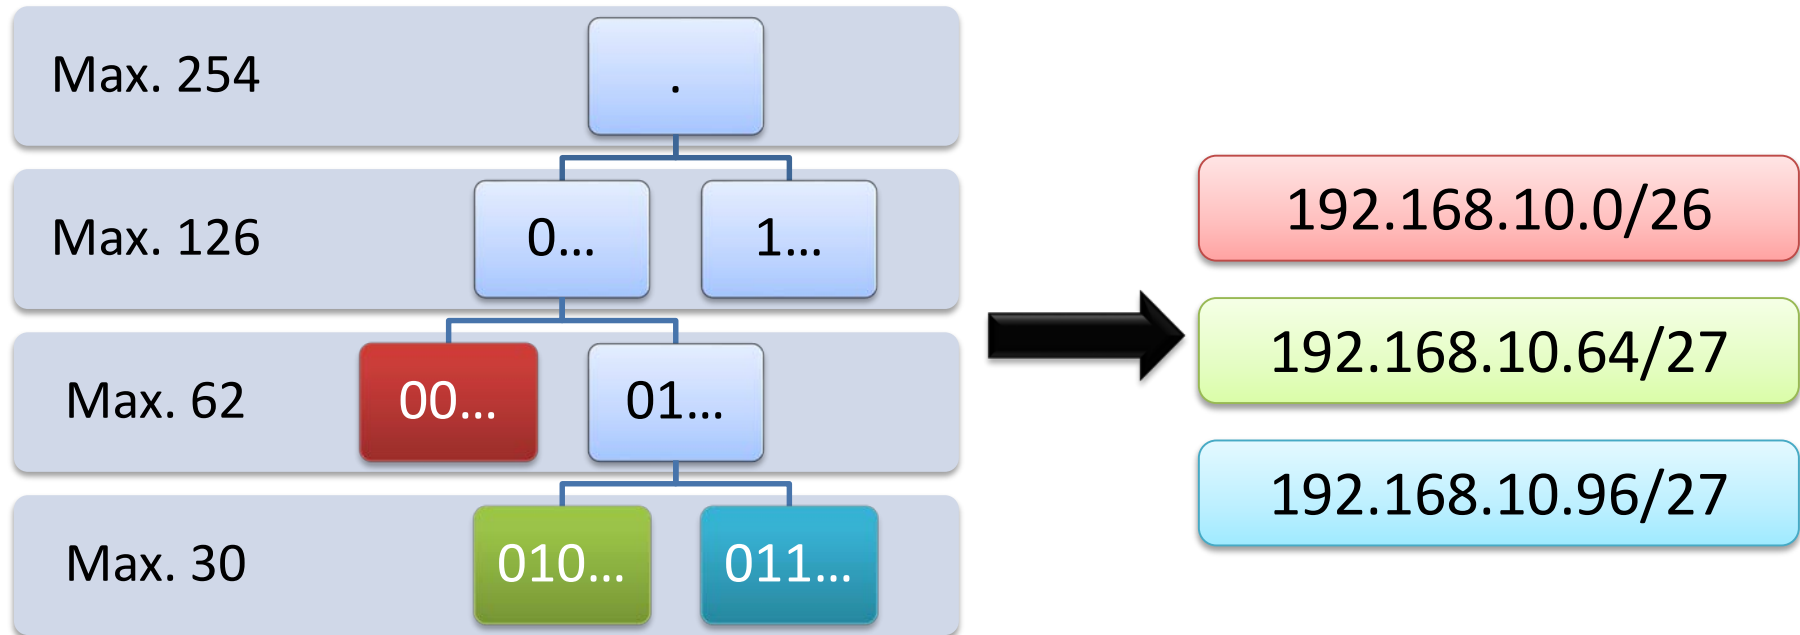 Max. 254
.
Max. 126
0...
1...
Max. 62
00...
01...
Max. 30
010...
011...
192.168.10.0/26
192.168.10.64/27
192.168.10.96/27